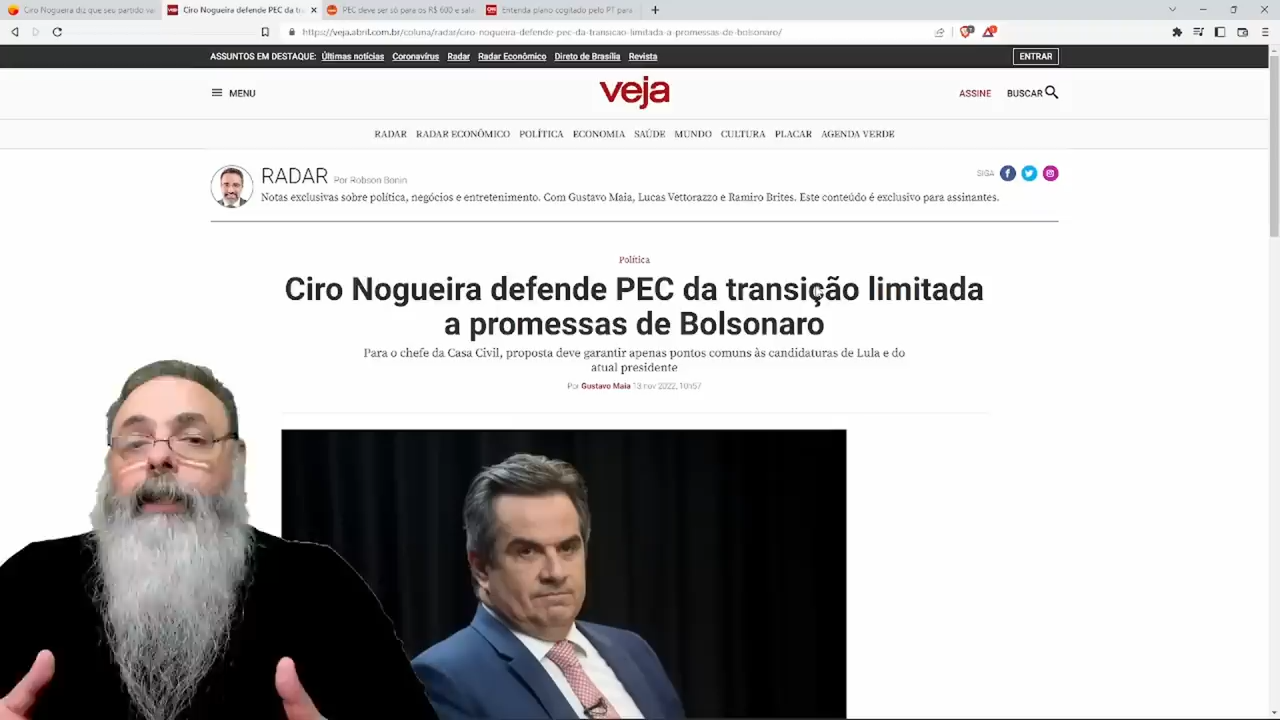 Ciro Nogueira diz que seu partido vai
Ciro Nogueira defende PEC da tra
PEC deve ser só para os R$ 600 e sala
Entenda plano cogitado pelo PT para
https://veja.abril.com.br/coluna/radar/ciro-nogueira-defende-pec-da-transicao-limitada-a-promessas-de-bolsonaro/
ASSUNTOS EM DESTAQUE: Últimas notícias Coronavírus Radar Radar Econômico Direto de Brasília Revista ENTRAR
MENU veja ASSINE BUSCAR
RADAR RADAR ECONÔMICO POLÍTICA ECONOMIA SAÚDE MUNDO CULTURA PLACAR AGENDA VERDE
RADAR Por Robson Bonin SIGA
Notas exclusivas sobre política, negócios e entretenimento. Com Gustavo Maia, Lucas Vettorazzo e Ramiro Brites. Este conteúdo é exclusivo para assinantes.
Política
Ciro Nogueira defende PEC da transição limitada
a promessas de Bolsonaro
Para o chefe da Casa Civil, proposta deve garantir apenas pontos comuns às candidaturas de Lula e do
atual presidente
Por Gustavo Maia 13 nov 2022, 10h57